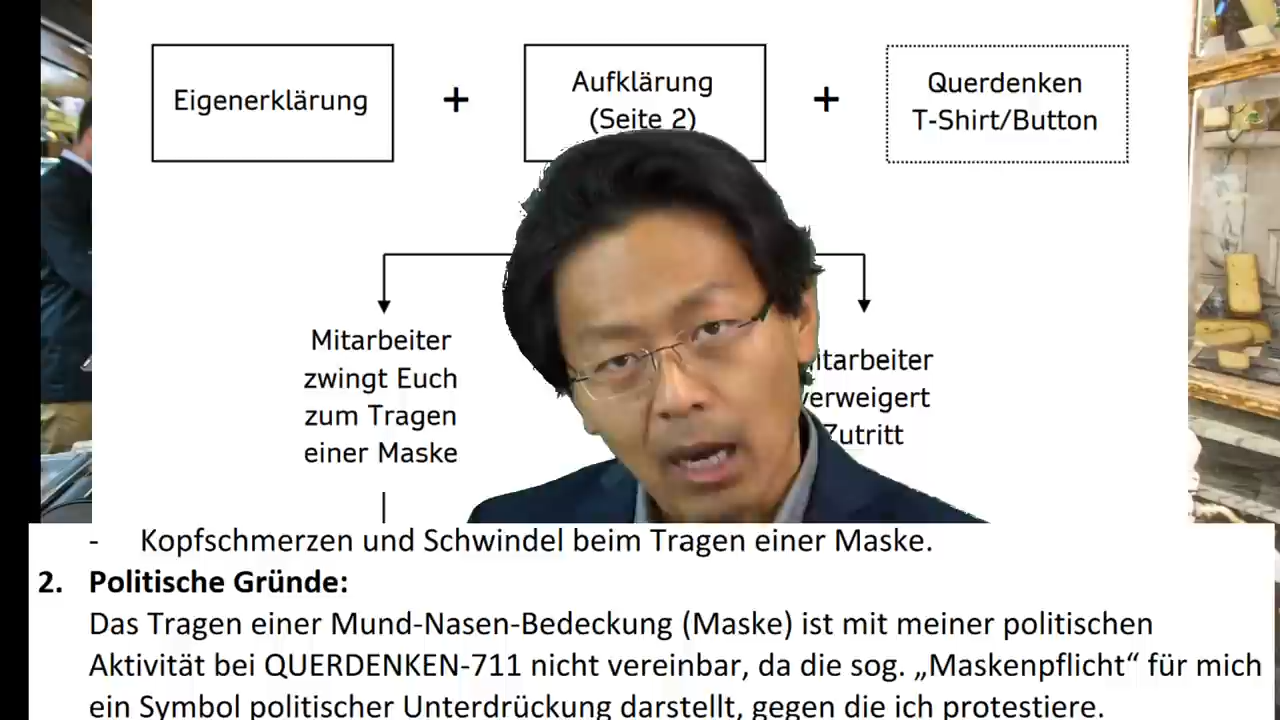 Eigenerklärung
+
Aufklärung
(Seite 2)
+
Querdenken
T-Shirt/Button
Mitarbeiter
zwingt Euch
zum Tragen
einer Maske
itarbeiter
verweigert
Zutritt
- Kopfschmerzen und Schwindel beim Tragen einer Maske.
2. Politische Gründe:
Das Tragen einer Mund-Nasen-Bedeckung (Maske) ist mit meiner politischen
Aktivität bei QUERDENKEN-711 nicht vereinbar, da die sog. „Maskenpflicht“ für mich
ein Symbol politischer Unterdrückung darstellt, gegen die ich protestiere.